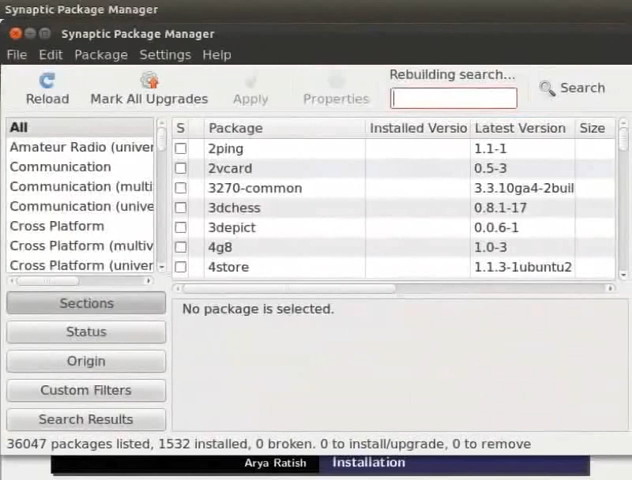 Synaptic Package Manager
Synaptic Package Manager
File Edit Package Settings Help
Rebuilding search...
Reload Mark All Upgrades Apply Properties Search
All
Amateur Radio (univer
Communication
Communication (multi
Communication (unive
Cross Platform
Cross Platform (multiv
Cross Platform (univer
S Package Installed Versio Latest Version Size
2ping 1.1-1
2vcard 0.5-3
3270-common 3.3.10ga4-2buil
3dchess 0.8.1-17
3depict 0.0.6-1
4g8 1.0-3
4store 1.1.3-1ubuntu2
Sections
Status
Origin
Custom Filters
Search Results
No package is selected.
36047 packages listed, 1532 installed, 0 broken. 0 to install/upgrade, 0 to remove
Arya Ratish Installation